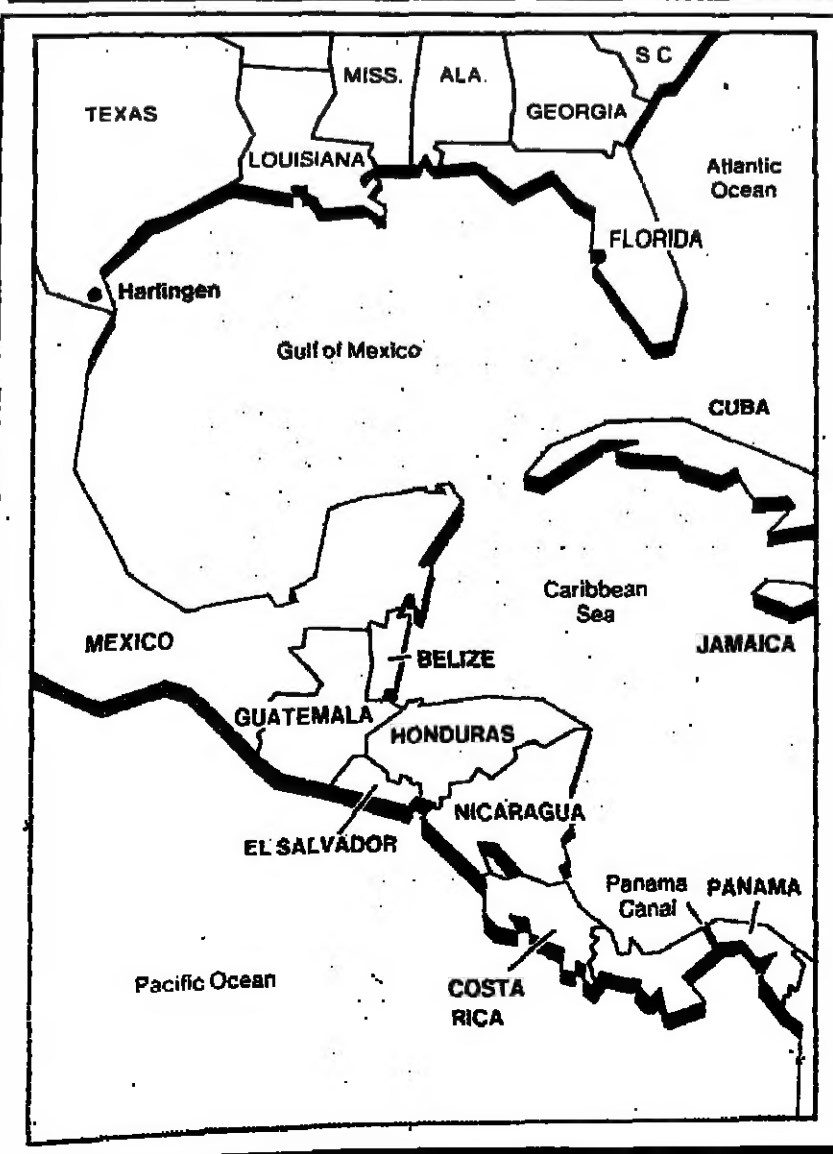 S C
MISS.
ALA.
TEXAS
GEORGIA
LOUISIANA
Atlantic
Ocean
FLORIDA
Harlingen
Gulf of Mexico
CUBA
Caribbean
Sea
MEXICO
BELIZE
JAMAICA
GUATEMALA
HONDURAS
NICARAGUA
EL SALVADOR
Panama
Canal
PANAMA
Pacific Ocean
COSTA
RICA